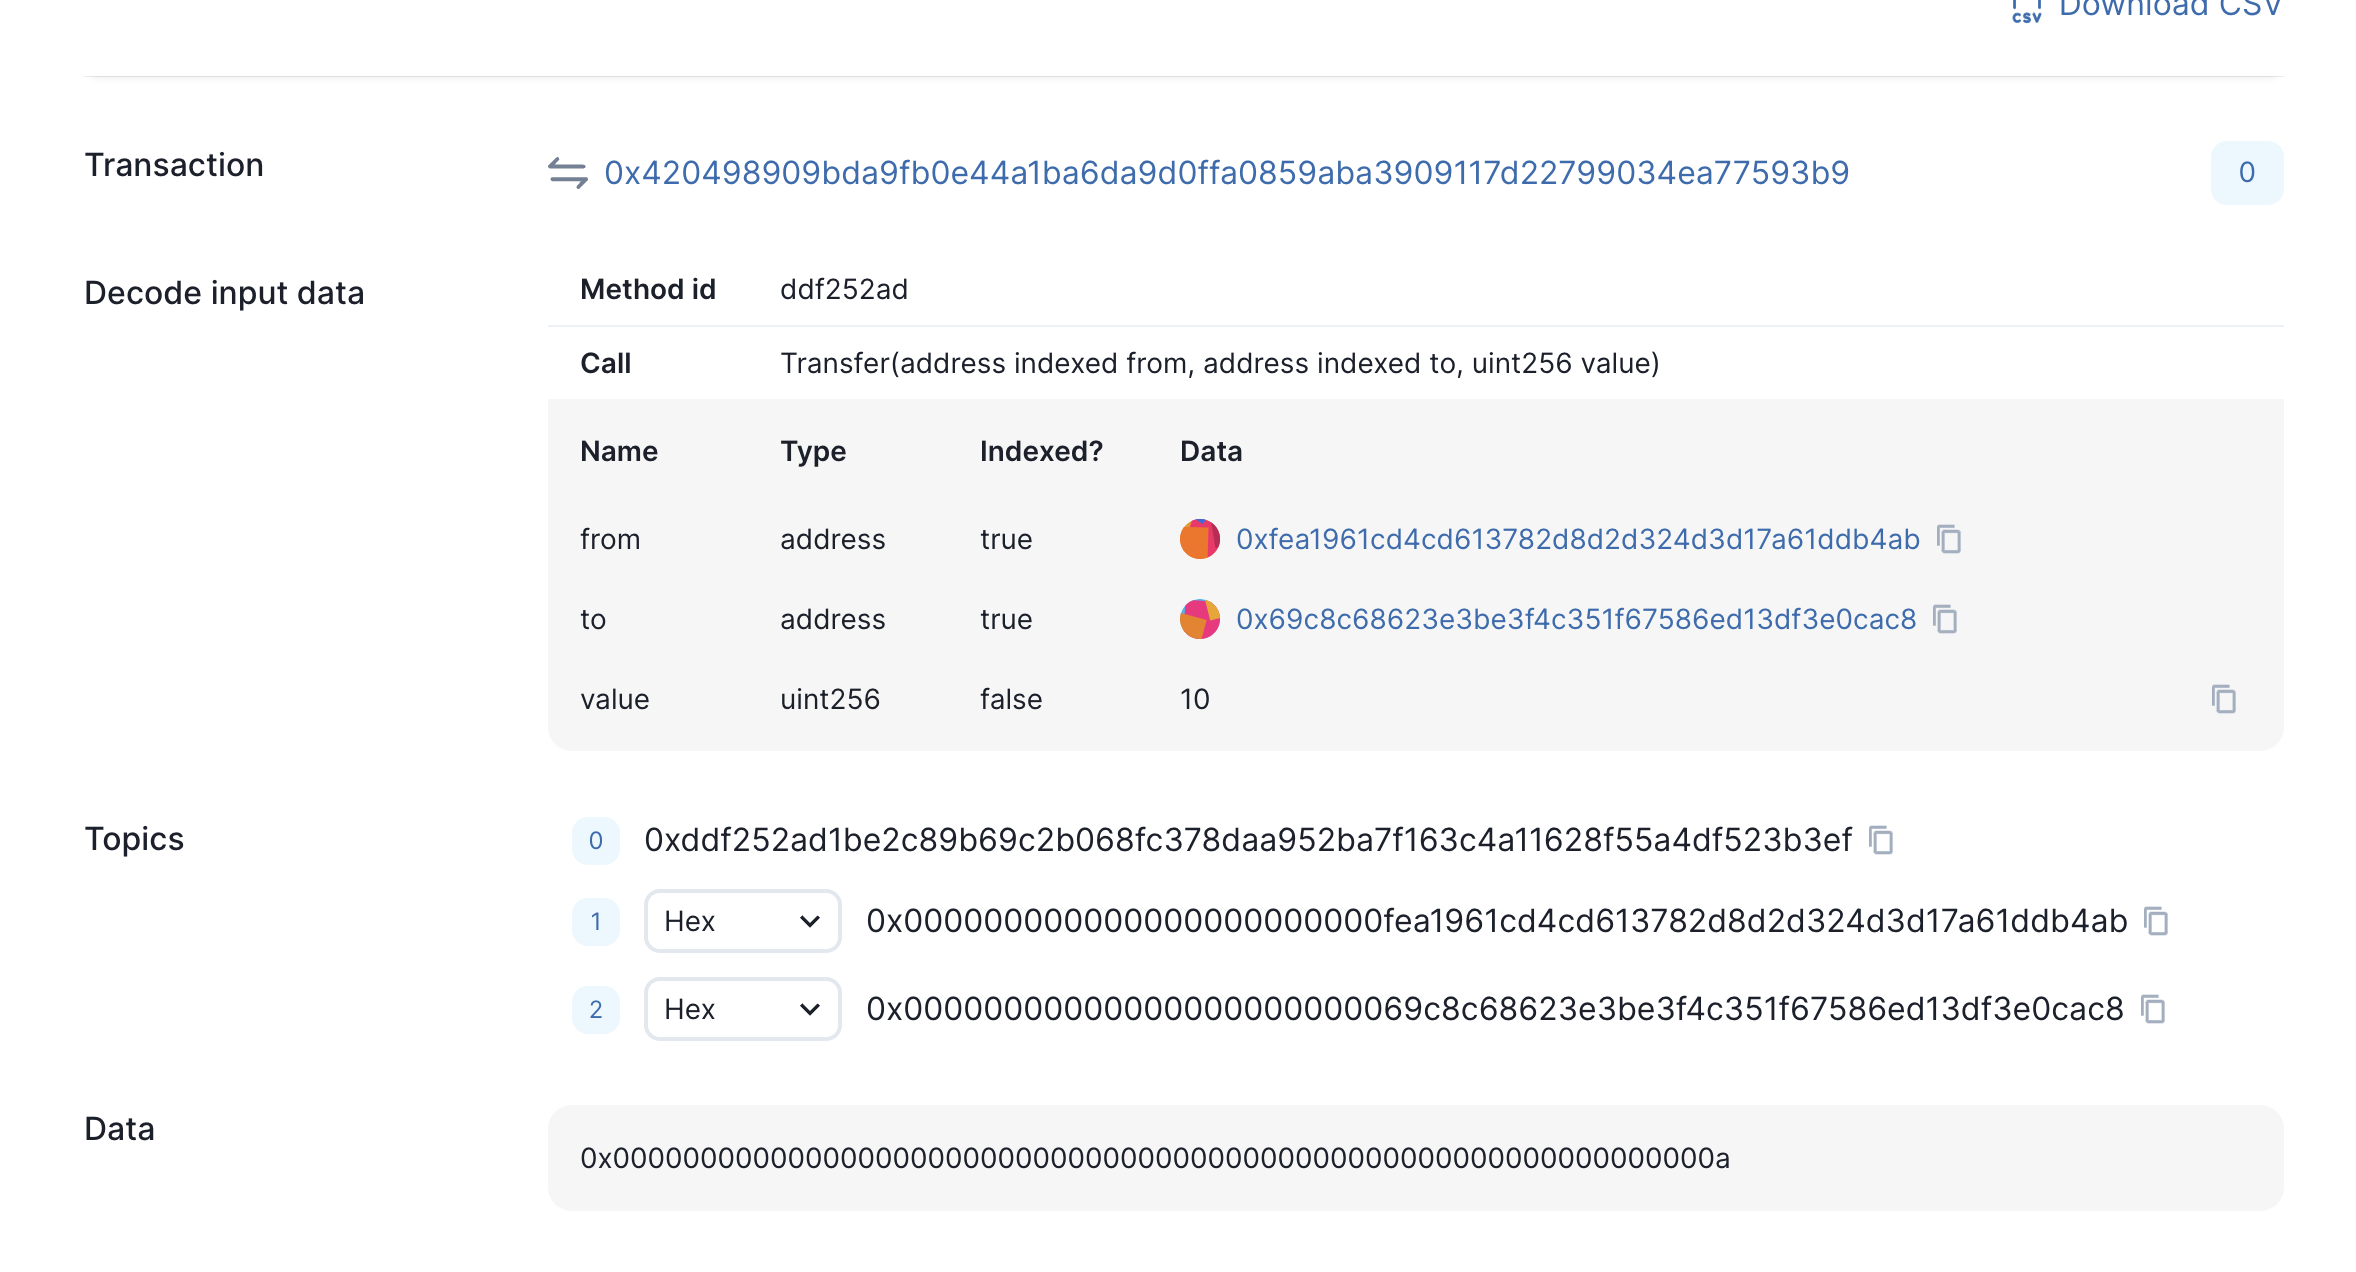 csv Download CSV
Transaction 0x420498909bda9fb0e44a1ba6da9d0ffa0859aba3909117d22799034ea77593b9 0
Decode input data
Method id ddf252ad
Call Transfer(address indexed from, address indexed to, uint256 value)
Name Type Indexed? Data
from address true 0xfea1961cd4cd613782d8d2d324d3d17a61ddb4ab
to address true 0x69c8c68623e3be3f4c351f67586ed13df3e0cac8
value uint256 false 10
Topics
0 0xddf252ad1be2c89b69c2b068fc378daa952ba7f163c4a11628f55a4df523b3ef
1 Hex 0x000000000000000000000000fea1961cd4cd613782d8d2d324d3d17a61ddb4ab
2 Hex 0x00000000000000000000000069c8c68623e3be3f4c351f67586ed13df3e0cac8
Data
0x000000000000000000000000000000000000000000000000000000000000000a